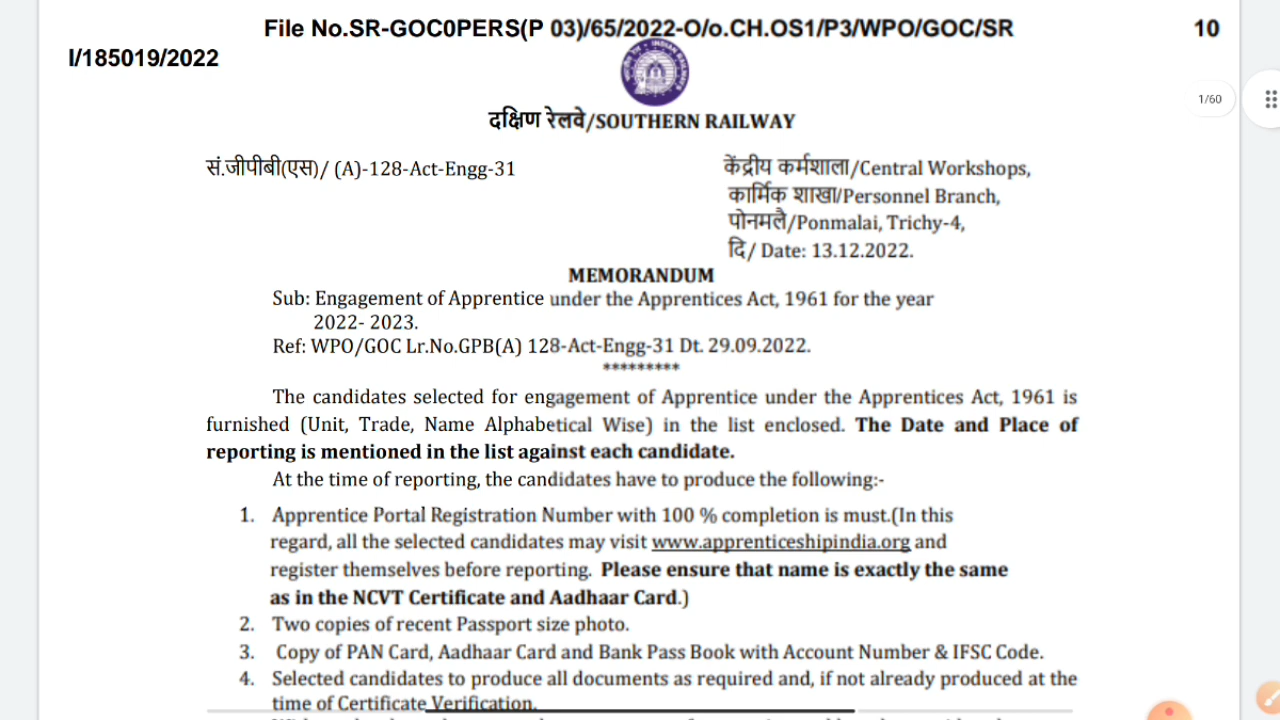 File No.SR-GOC0PERS(P 03)/65/2022-O/o.CH.OS1/P3/WPO/GOC/SR
10
I/185019/2022
1/60
दक्षिण रेलवे/SOUTHERN RAILWAY
सं.जीपीबी(एस)/ (A)-128-Act-Engg-31
केंद्रीय कर्मशाला/Central Workshops,
कार्मिक शाखा/Personnel Branch,
पोनमलै/Ponmalai, Trichy-4,
दि/ Date: 13.12.2022.
MEMORANDUM
Sub: Engagement of Apprentice under the Apprentices Act, 1961 for the year
2022- 2023.
Ref: WPO/GOC Lr.No.GPB(A) 128-Act-Engg-31 Dt. 29.09.2022.
*********
The candidates selected for engagement of Apprentice under the Apprentices Act, 1961 is
furnished (Unit, Trade, Name Alphabetical Wise) in the list enclosed. The Date and Place of
reporting is mentioned in the list against each candidate.
At the time of reporting, the candidates have to produce the following:-
1. Apprentice Portal Registration Number with 100 % completion is must.(In this
regard, all the selected candidates may visit www.apprenticeshipindia.org and
register themselves before reporting. Please ensure that name is exactly the same
as in the NCVT Certificate and Aadhaar Card.)
2. Two copies of recent Passport size photo.
3. Copy of PAN Card, Aadhaar Card and Bank Pass Book with Account Number & IFSC Code.
4. Selected candidates to produce all documents as required and, if not already produced at the
time of Certificate Verification.